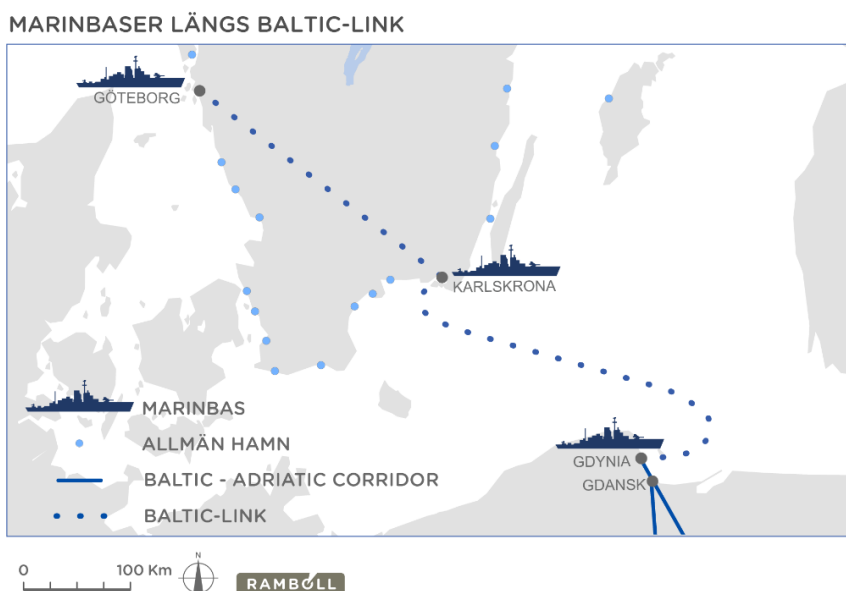 MARINBASER LÄNGS BALTIC-LINK
GÖTEBORG
KARLSKRONA
MARINBAS
ALLMÄN HAMN
GDYNIA
GDANSK
BALTIC - ADRIATIC CORRIDOR
BALTIC-LINK
0 100 Km
N
RAMBOLL